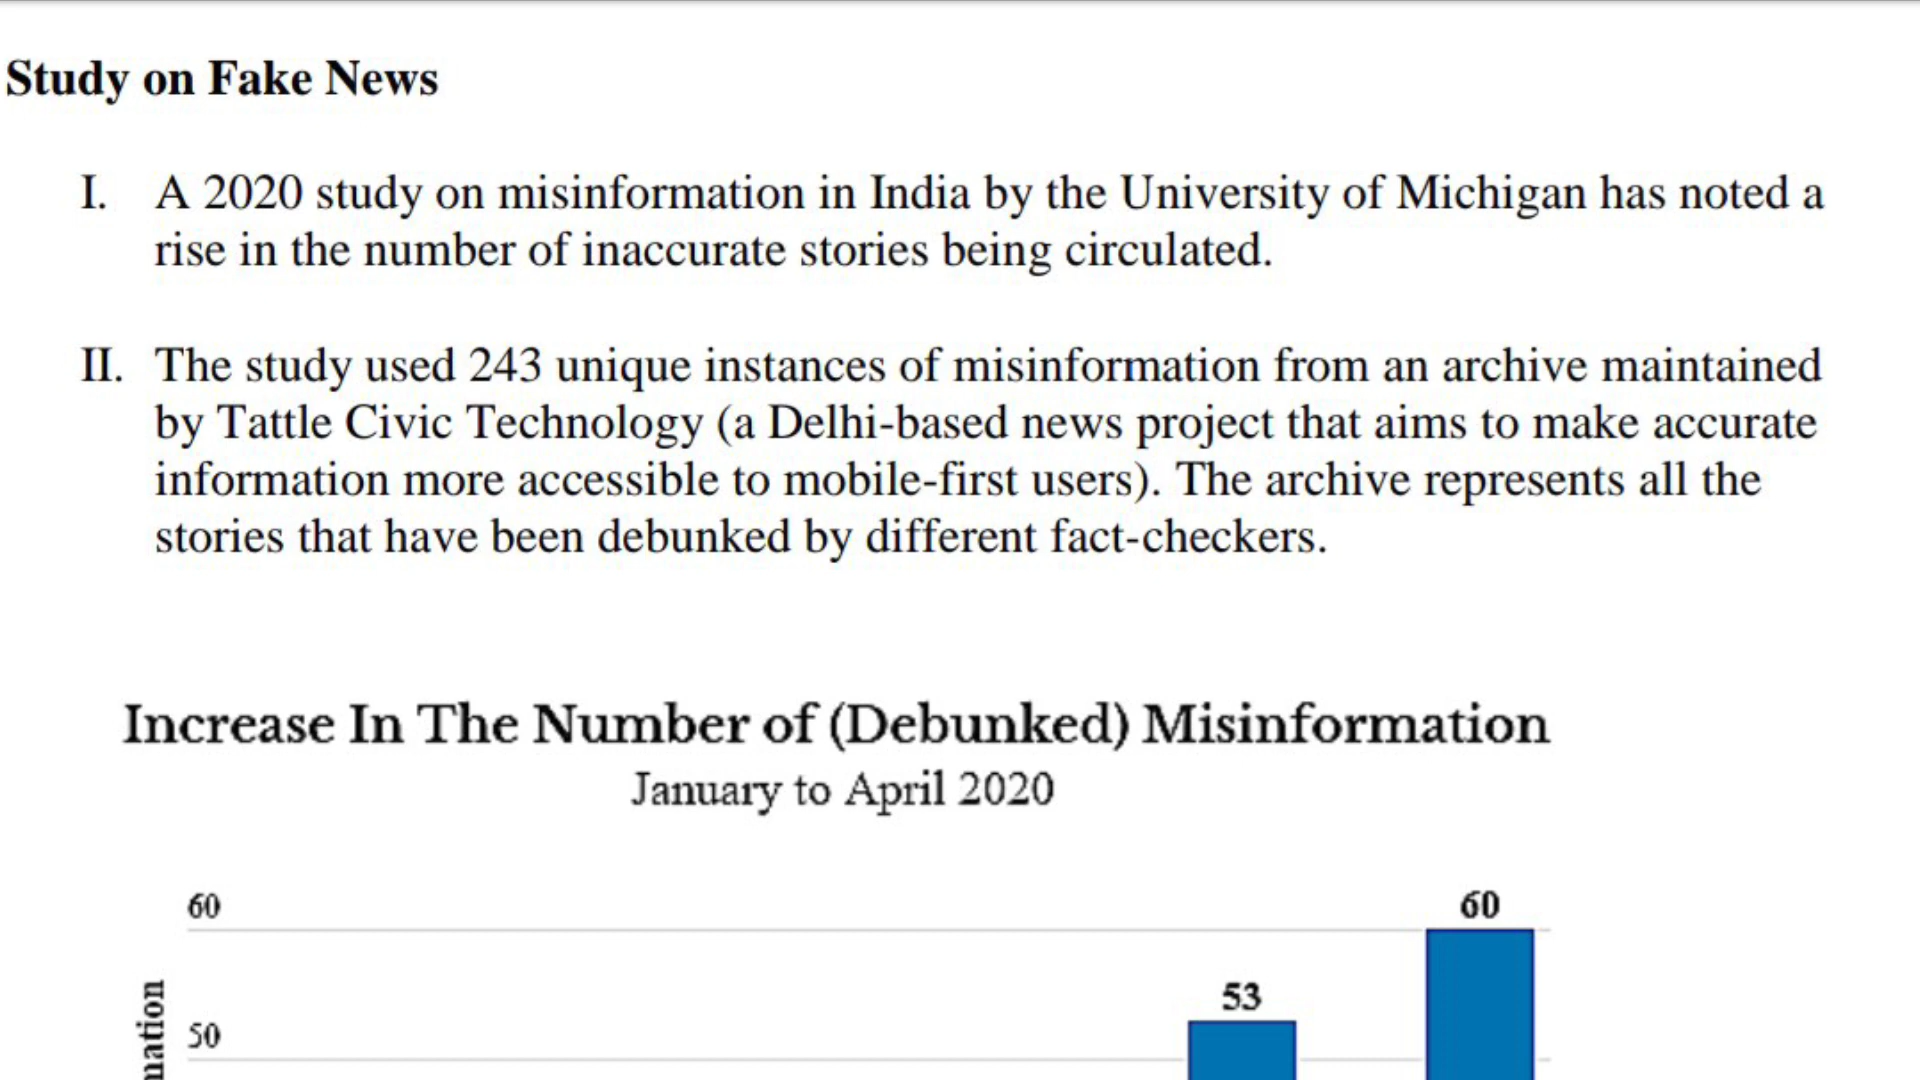 Study on Fake News
I. A 2020 study on misinformation in India by the University of Michigan has noted a
rise in the number of inaccurate stories being circulated.
II. The study used 243 unique instances of misinformation from an archive maintained
by Tattle Civic Technology (a Delhi-based news project that aims to make accurate
information more accessible to mobile-first users). The archive represents all the
stories that have been debunked by different fact-checkers.
Increase In The Number of (Debunked) Misinformation
January to April 2020
60
60
53
50